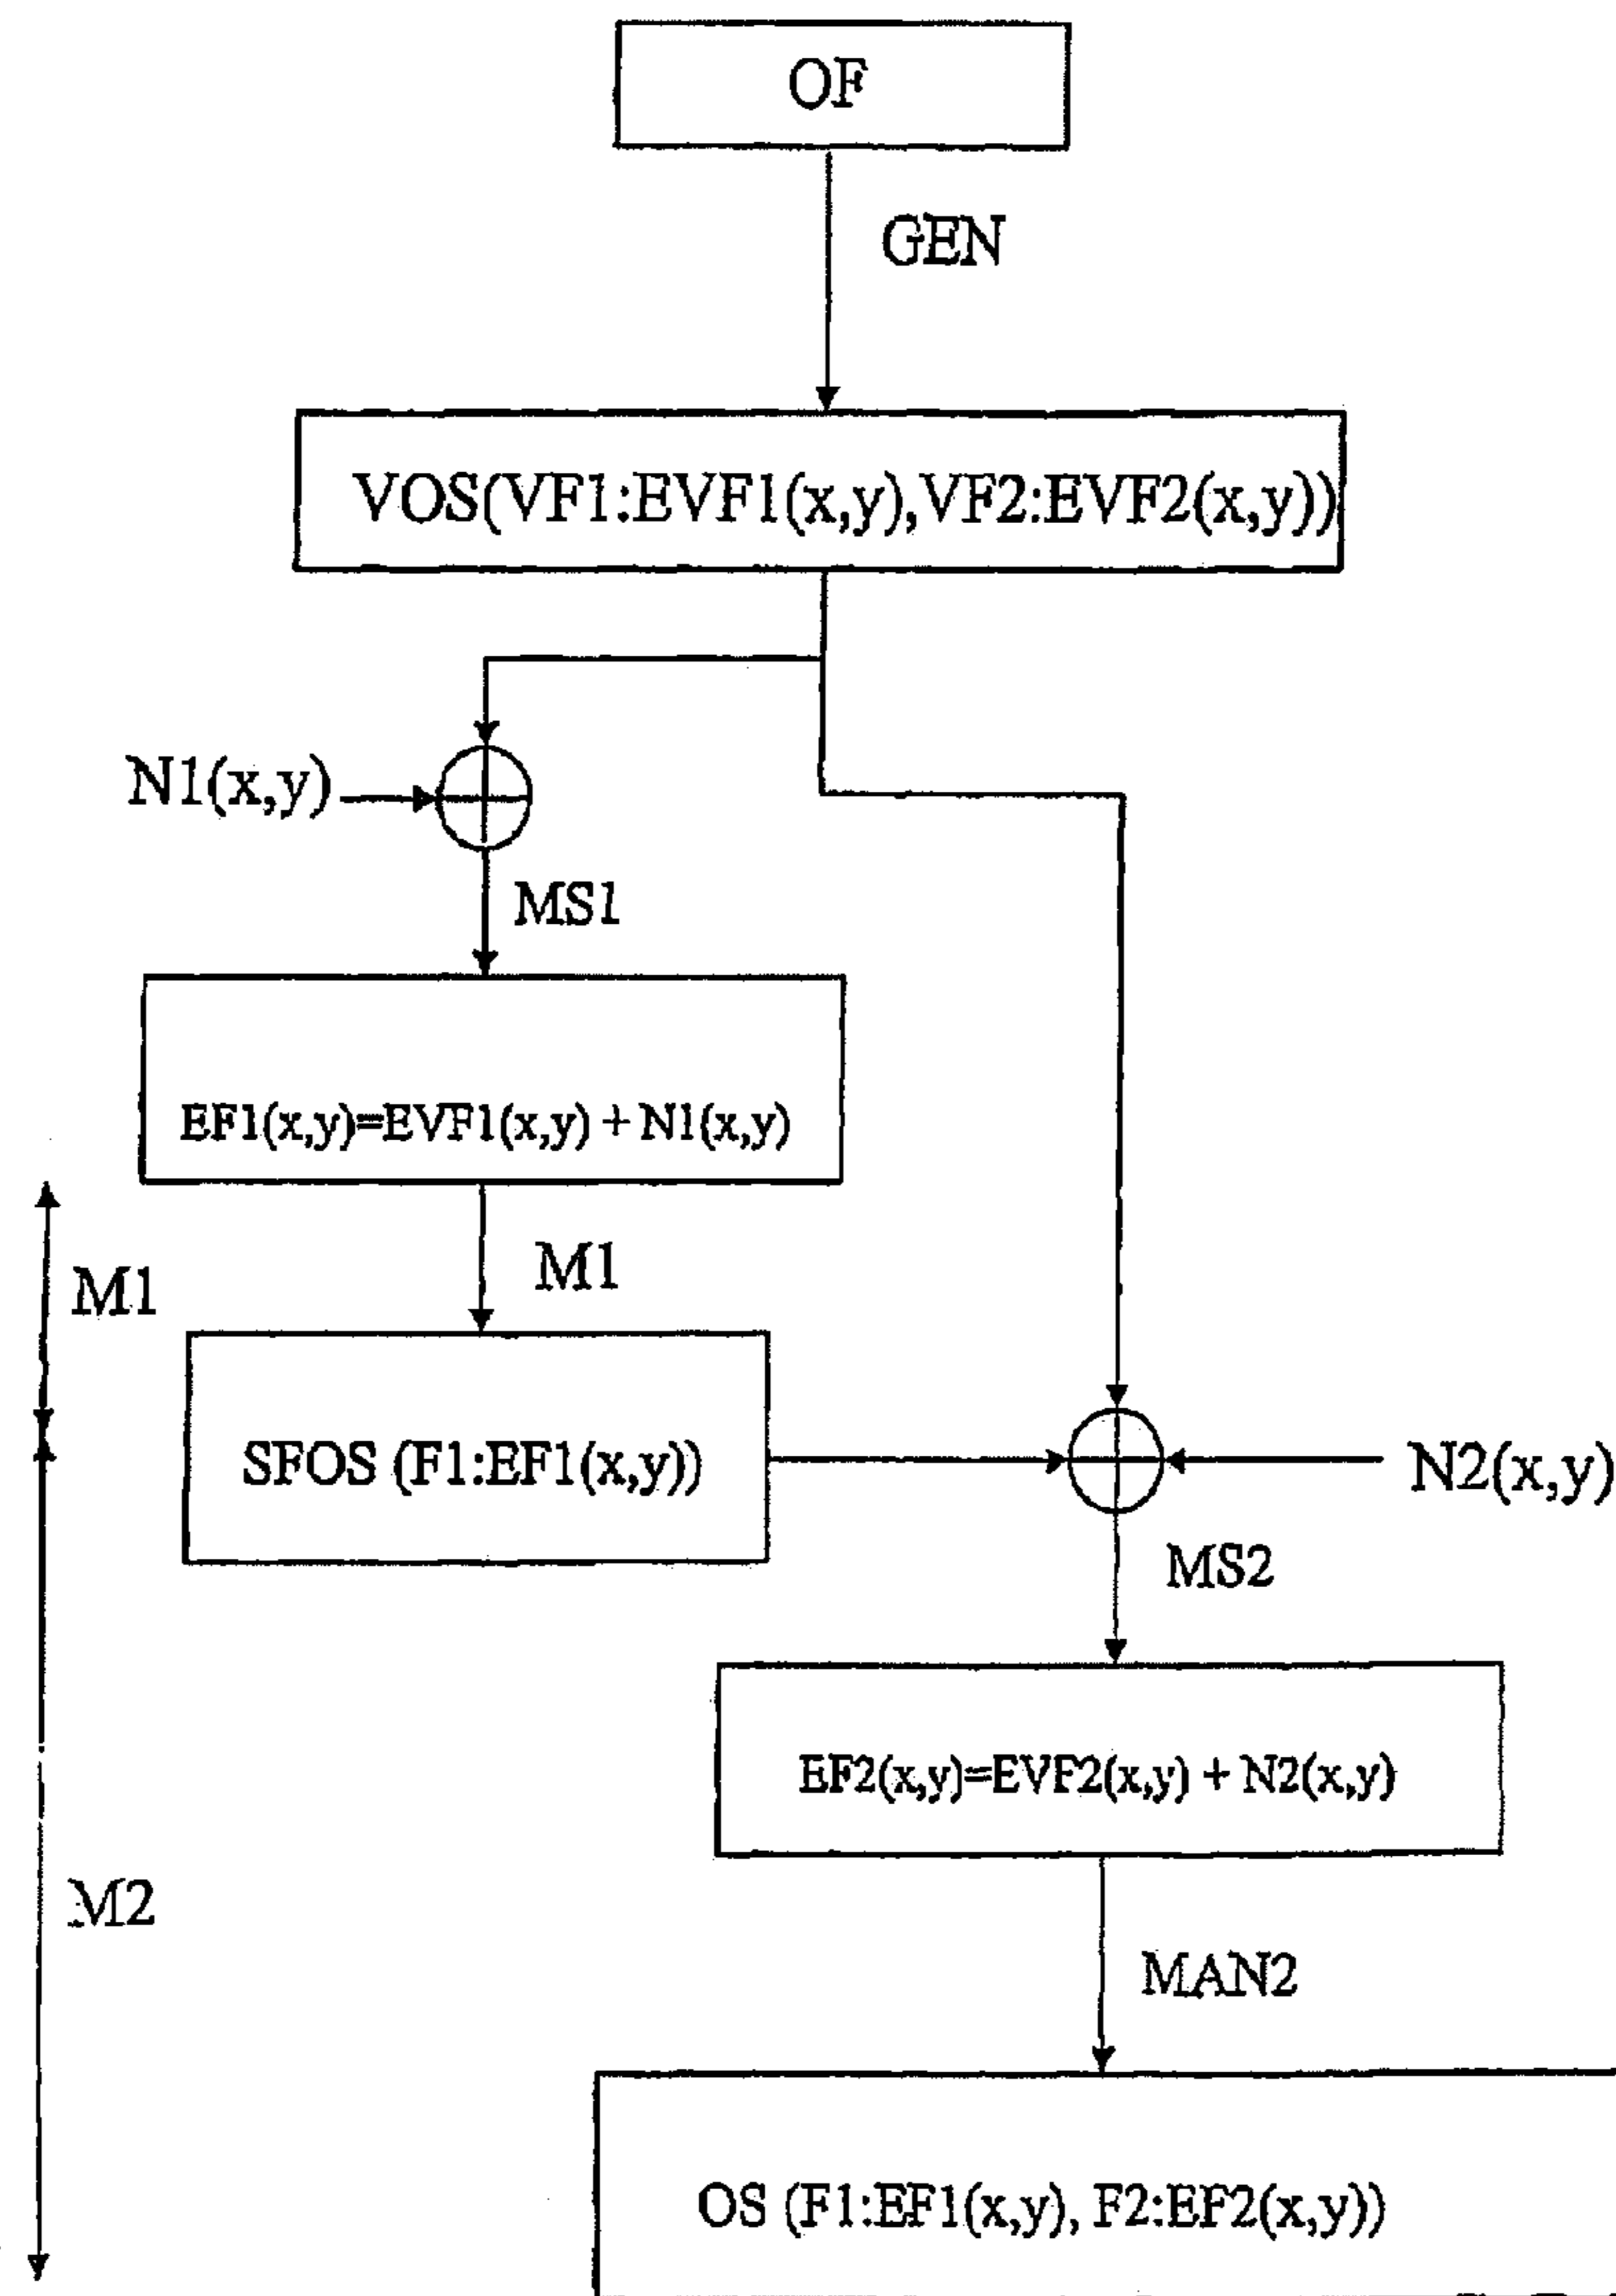 OF
GEN
VOS(VF1:EVF1(x,y),VF2:EVF2(x,y))
N1(x,y)
MS1
EF1(x,y)=EVF1(x,y) + N1(x,y)
M1
M1
SFOS (F1:EF1(x,y))
N2(x,y)
MS2
EF2(x,y)=EVF2(x,y) + N2(x,y)
M2
MAN2
OS (F1:EF1(x,y), F2:EF2(x,y))